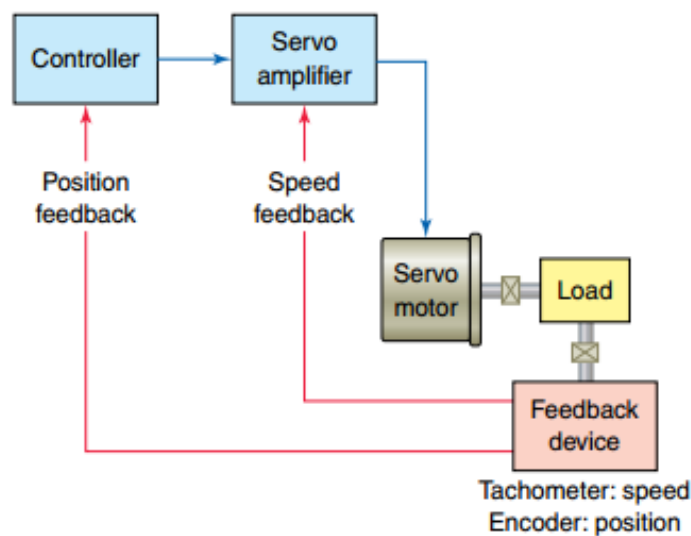 Controller
Servo
amplifier
Position
feedback
Speed
feedback
Servo
motor
Load
Feedback
device
Tachometer: speed
Encoder: position